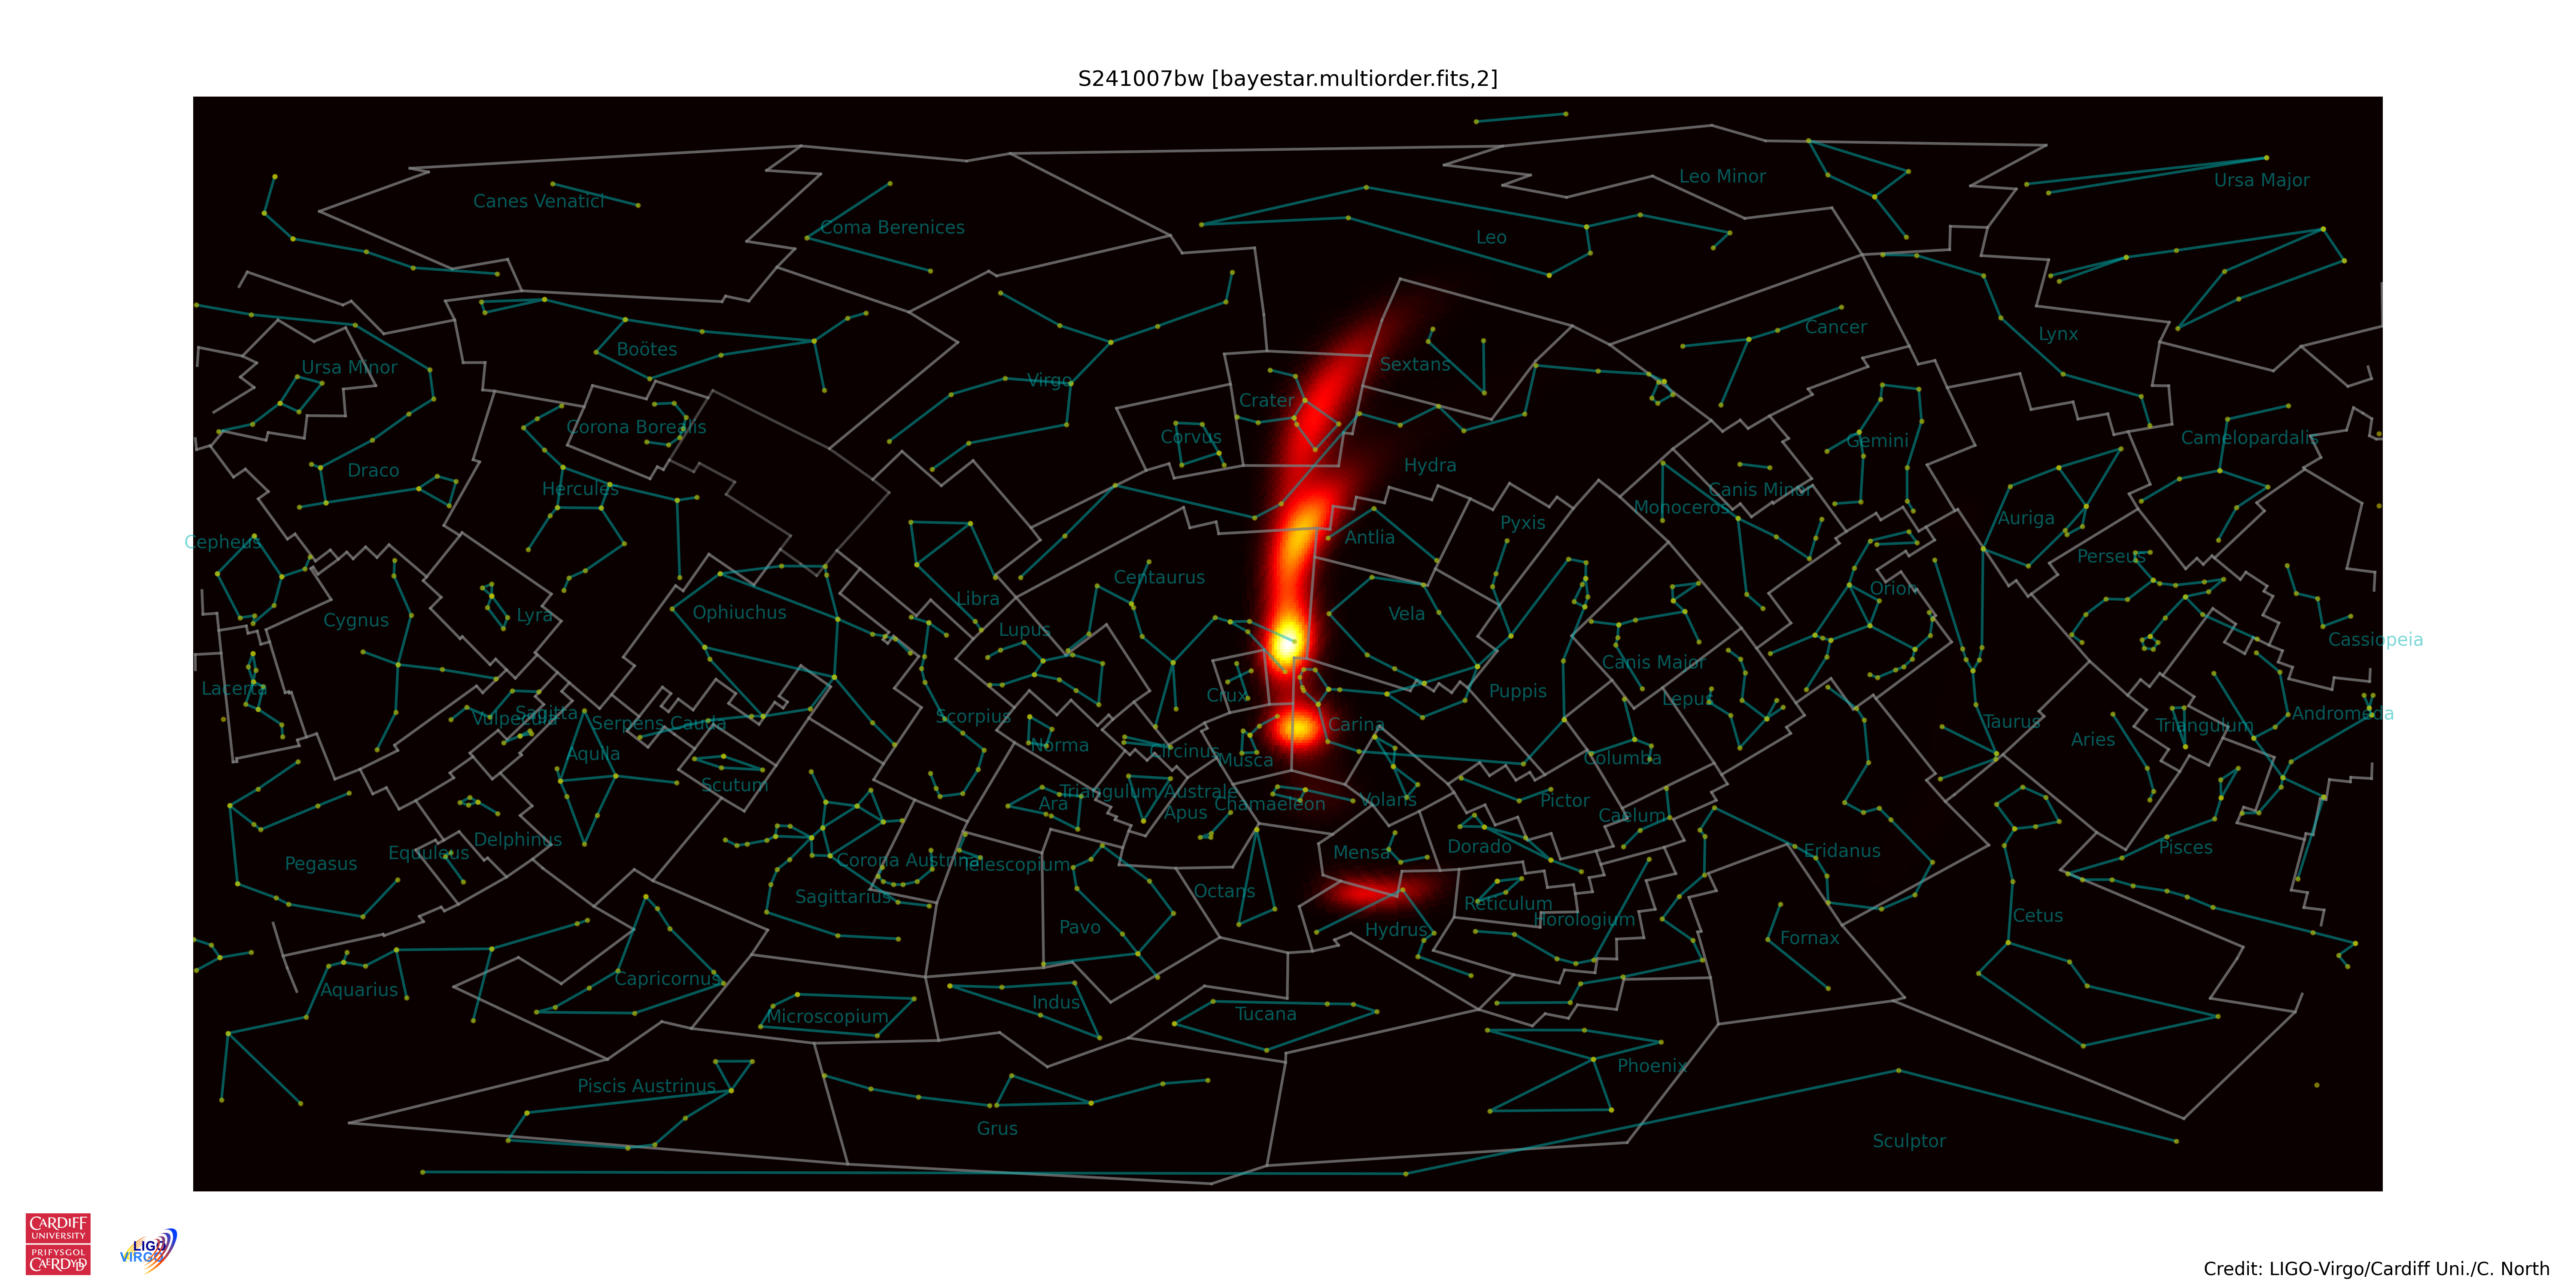 S241007bw [bayestar.multiorder.fits,2]
Leo Minor
Ursa Major
Canes Venatici
Coma Berenices
Leo
Cancer
Lynx
Boötes
Ursa Minor
Sextans
Virgo
Crater
Corona Borealis
Corvus
Gemini
Camelopardalis
Draco
Hydra
Hercules
Canis Minor
Monoceros
Pyxis
Auriga
Antlia
Cepheus
Perseus
Centaurus
Orion
Libra
Ophiuchus
Vela
Lyra
Cygnus
Lupus
Cassiopeia
Canis Major
Lacerta
Puppis
Crux
Lepus
Sagitta
Vulpecula
Serpens Cauda
Scorpius
Carina
Taurus
Triangulum
Andromeda
Aries
Norma
Circinus
Aquila
Musca
Columba
Scutum
Triangulum Australe
Ara
Chamaeleon
Volans
Pictor
Apus
Caelum
Delphinus
Equuleus
Mensa
Dorado
Eridanus
Pisces
Pegasus
Corona Austrina
Telescopium
Octans
Sagittarius
Reticulum
Horologium
Cetus
Pavo
Hydrus
Fornax
Capricornus
Aquarius
Indus
Microscopium
Tucana
Phoenix
Piscis Austrinus
Grus
Sculptor
CARDIFF
UNIVERSITY
PRIFYSGOL
CAERDYDD
LIGO
VIRGO
Credit: LIGO-Virgo/Cardiff Uni./C. North